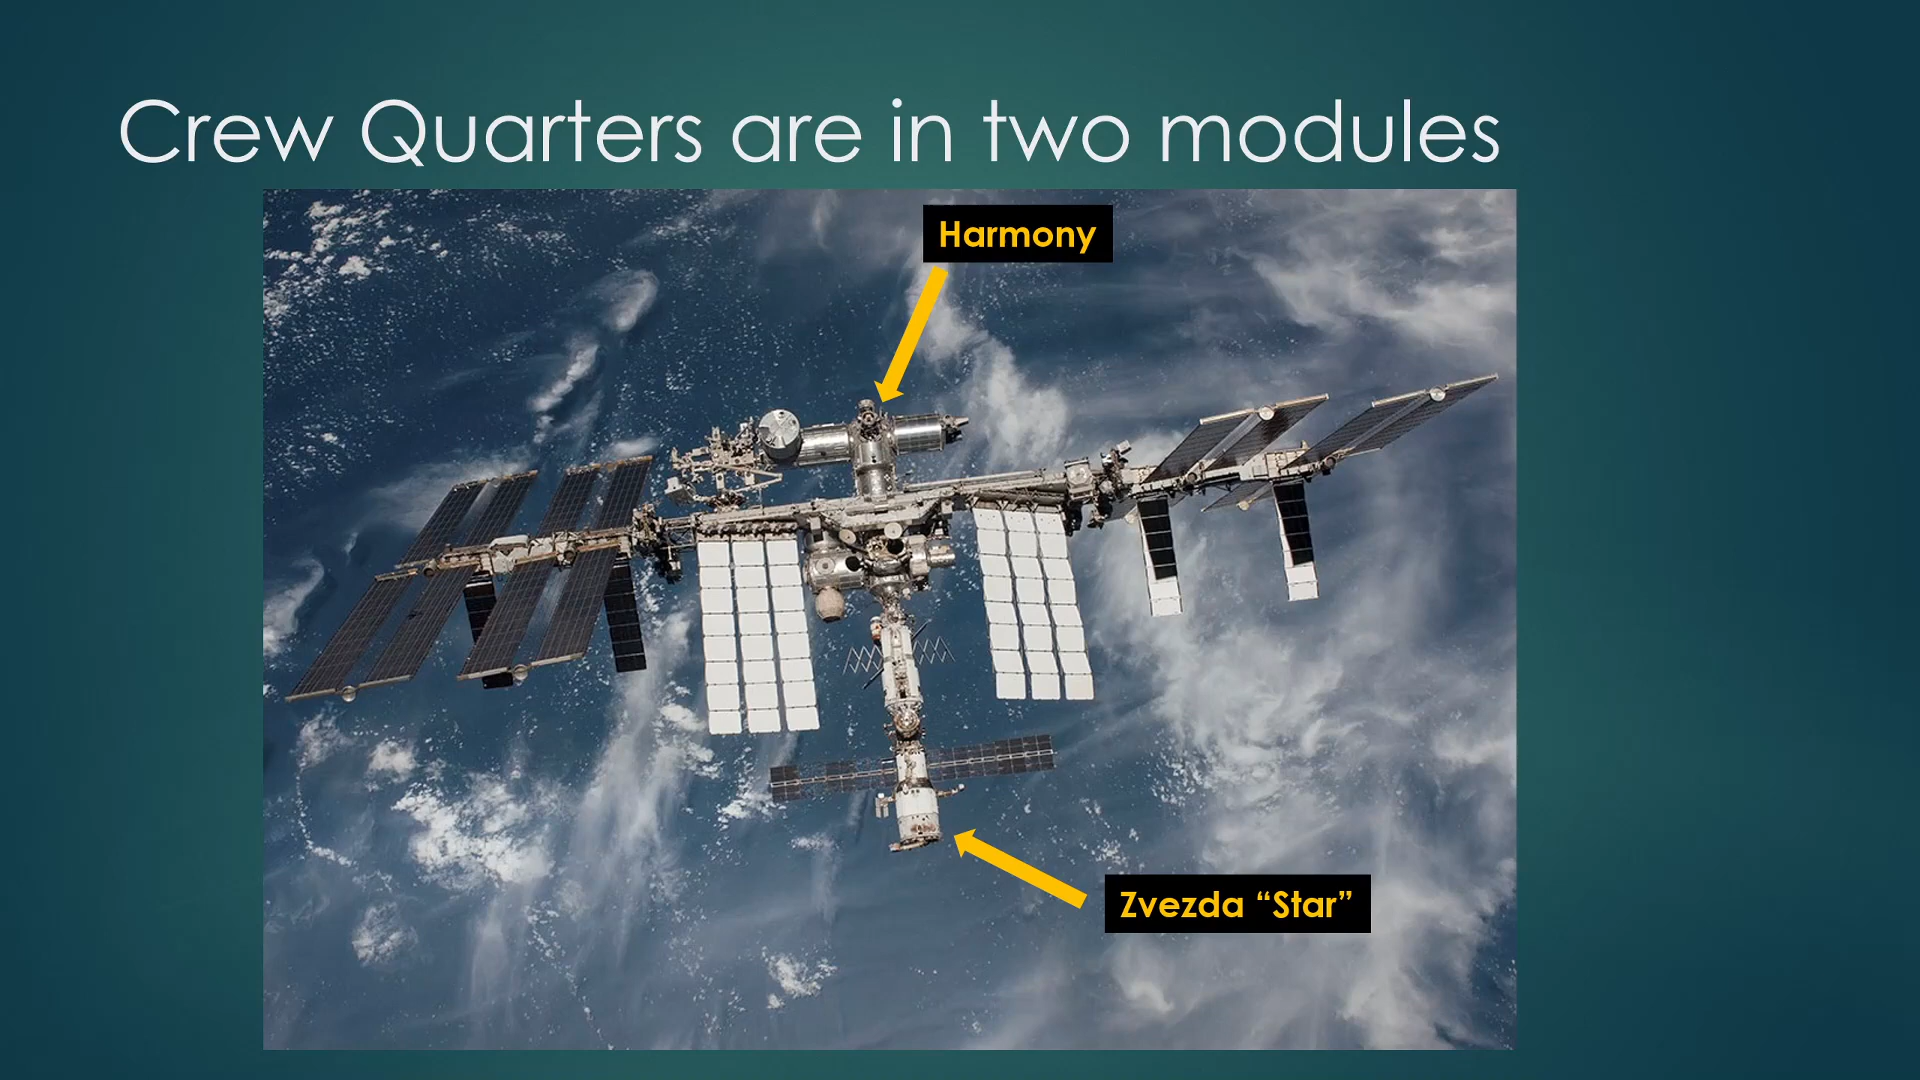 Crew Quarters are in two modules
Harmony
Zvezda “Star”